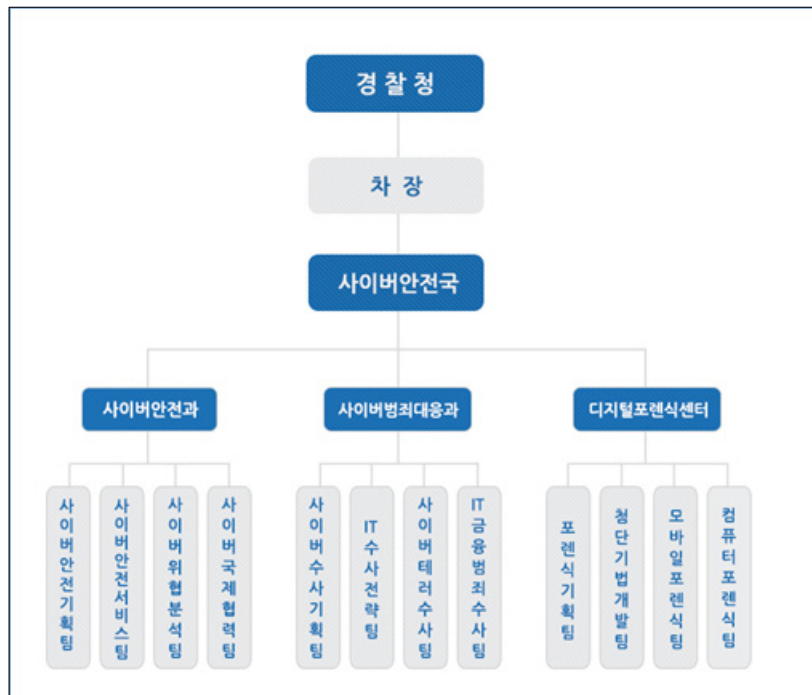 경찰청
차 장
사이버안전국
사이버안전과
사이버범죄대응과
디지털포렌식센터
사이버안전기획팀
사이버안전서비스팀
사이버위협분석팀
사이버국제협력팀
사이버수사기획팀
IT수사전략팀
사이버테러수사팀
IT금융범죄수사팀
포렌식기획팀
첨단기법개발팀
모바일포렌식팀
컴퓨터포렌식팀